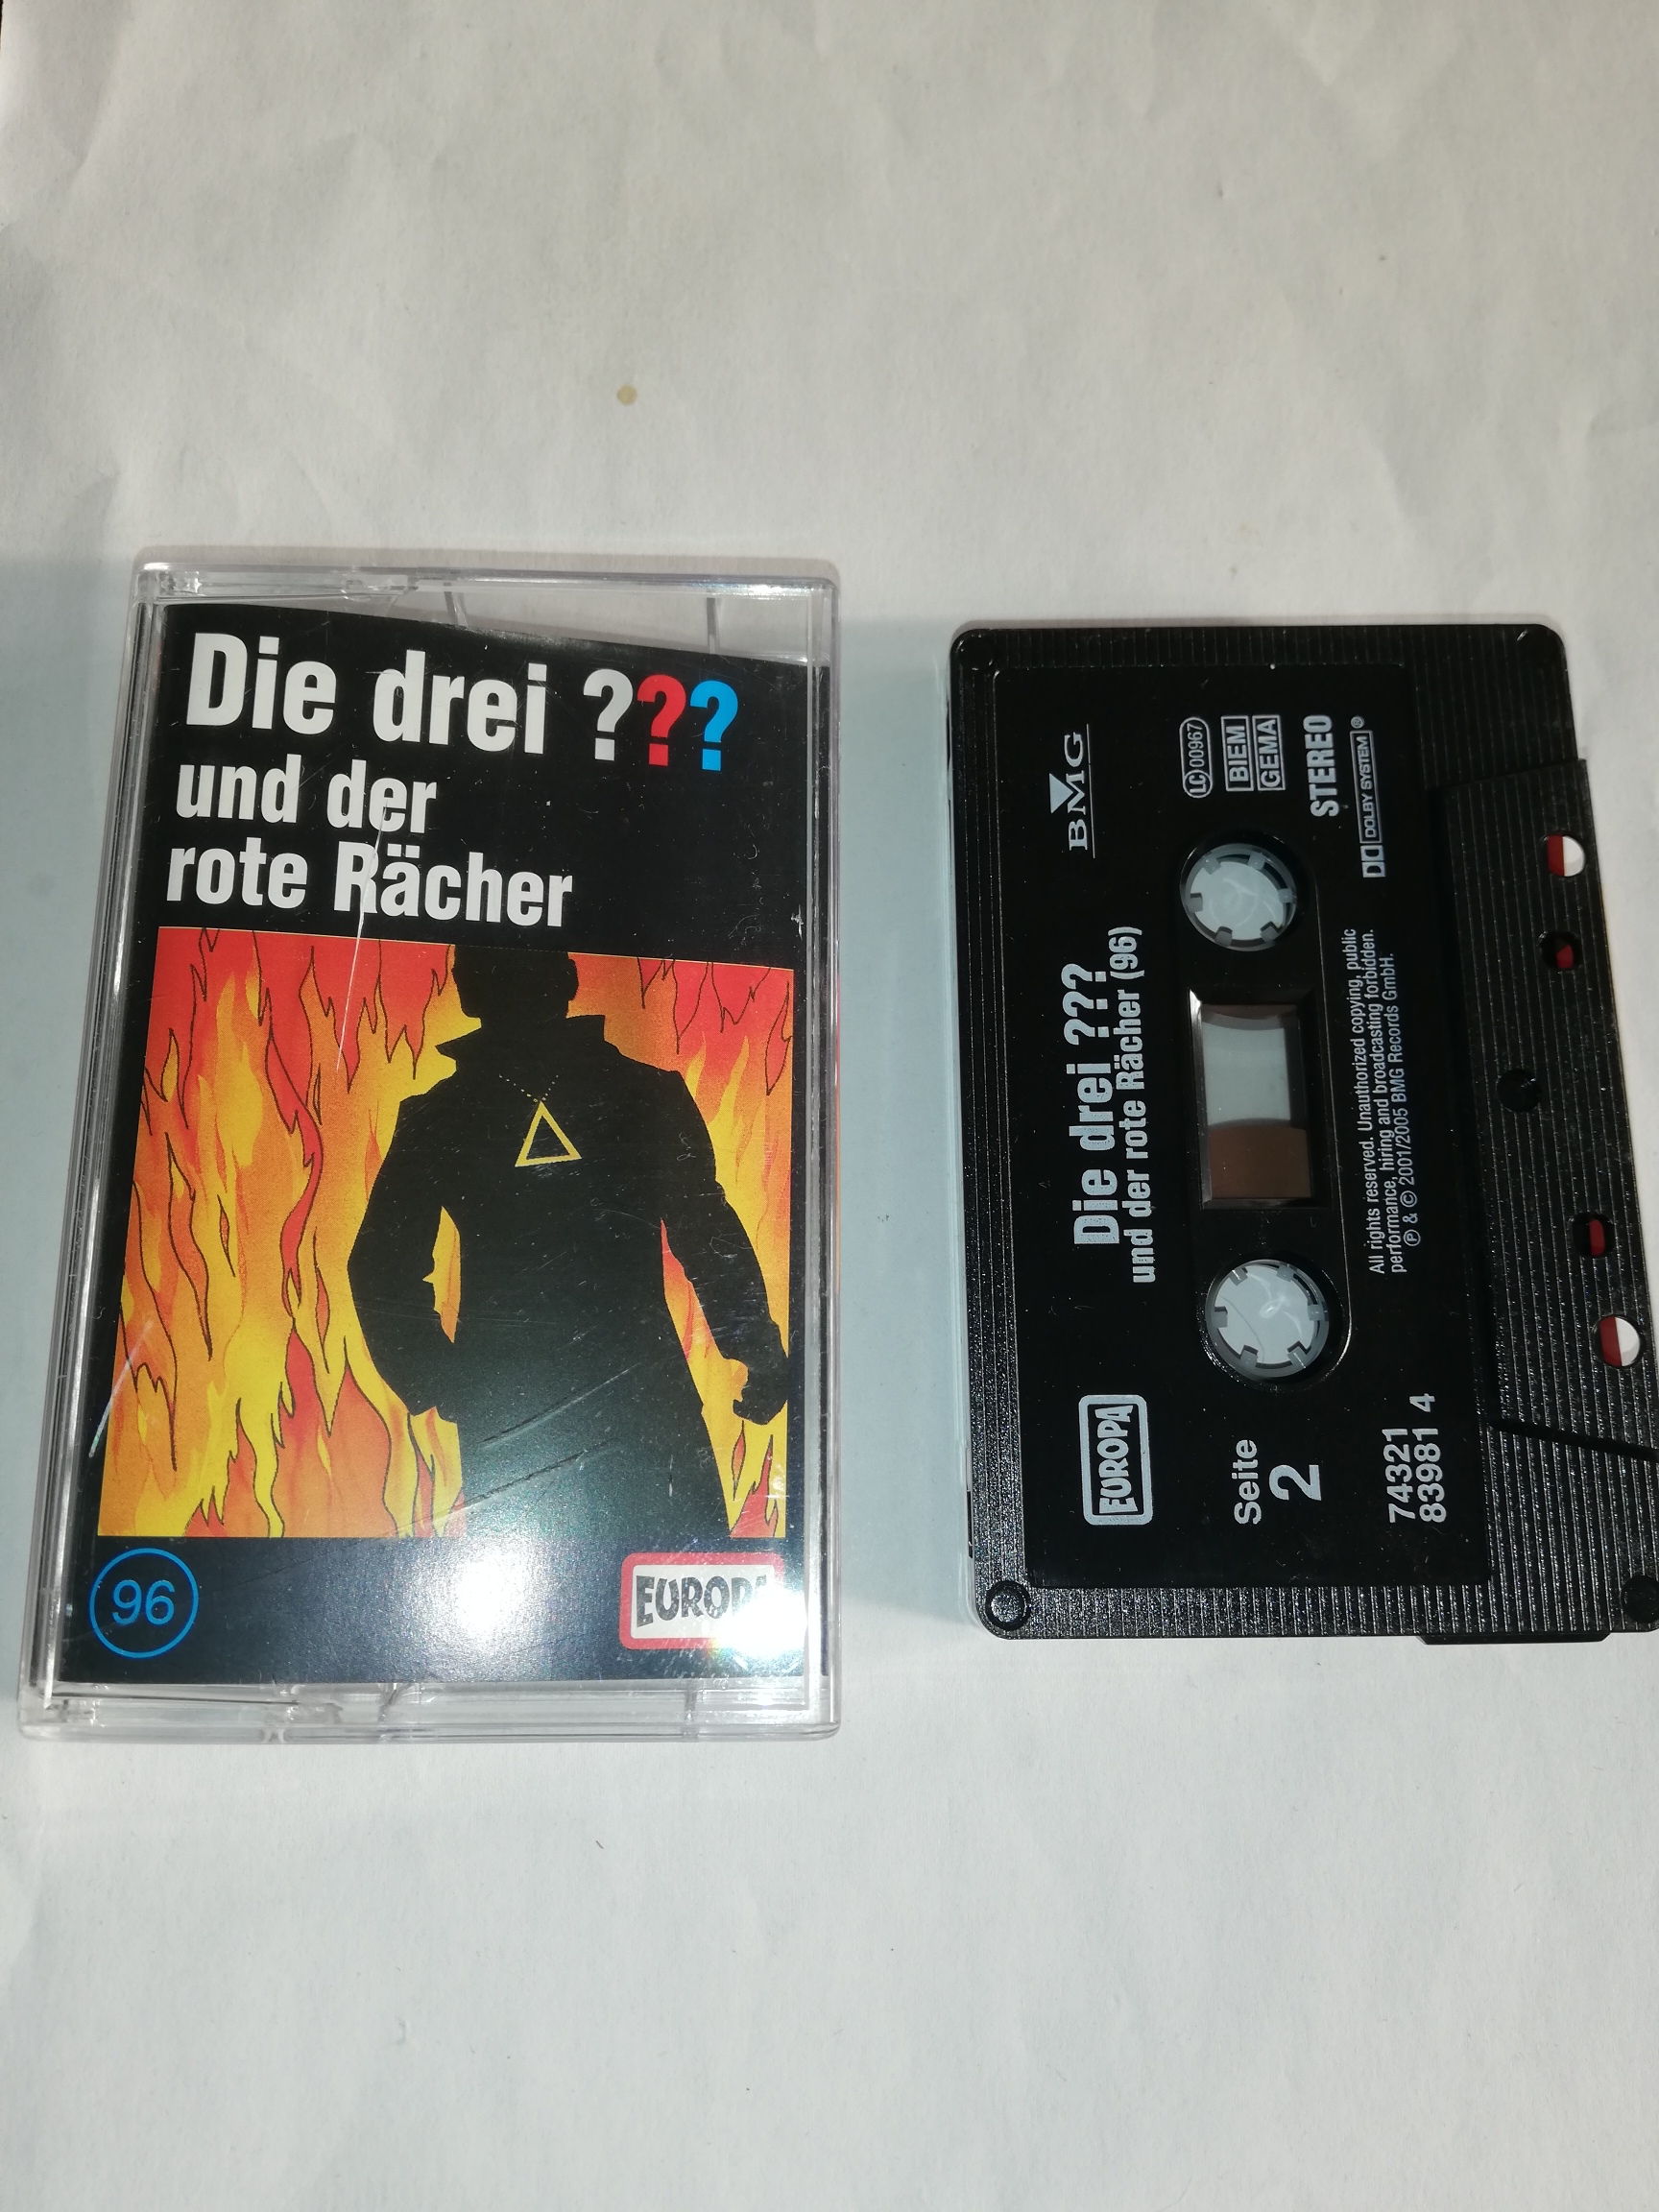 Die drei ???
und der
rote Rächer
96
EUROPA
EUROPA
Die drei ???
und der rote Rächer (96)
BMG
LC 00967
BIEM
GEMA
STEREO
DOLBY SYSTEM®
Seite
2
74321
83981 4
All rights reserved. Unauthorized copying, public
performance, hiring and broadcasting forbidden.
℗ & © 2001/2005 BMG Records GmbH.